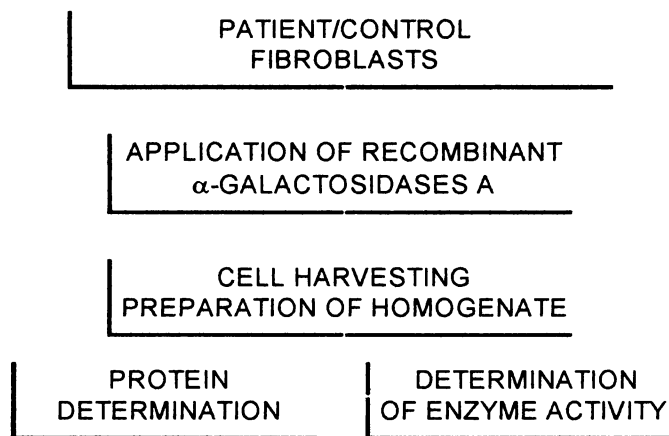 PATIENT/CONTROL
FIBROBLASTS
APPLICATION OF RECOMBINANT
α-GALACTOSIDASES A
CELL HARVESTING
PREPARATION OF HOMOGENATE
PROTEIN
DETERMINATION
DETERMINATION
OF ENZYME ACTIVITY